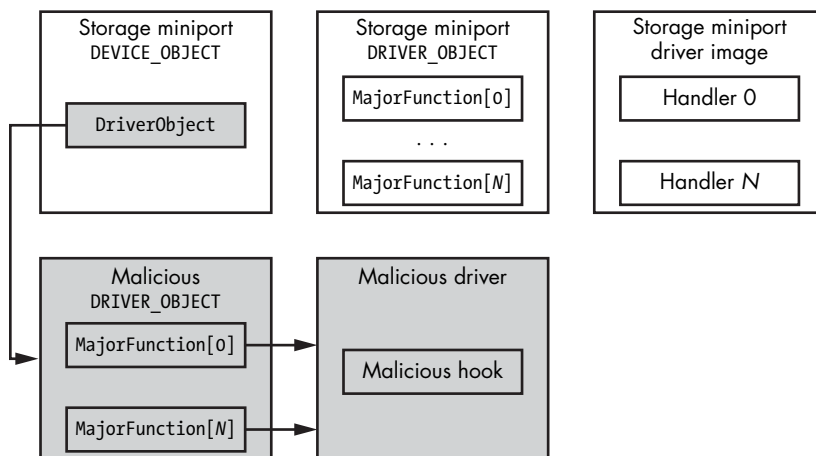 Storage miniport
DEVICE_OBJECT
DriverObject
Storage miniport
DRIVER_OBJECT
MajorFunction[0]
. . .
MajorFunction[N]
Storage miniport
driver image
Handler 0
Handler N
Malicious
DRIVER_OBJECT
MajorFunction[0]
MajorFunction[N]
Malicious driver
Malicious hook